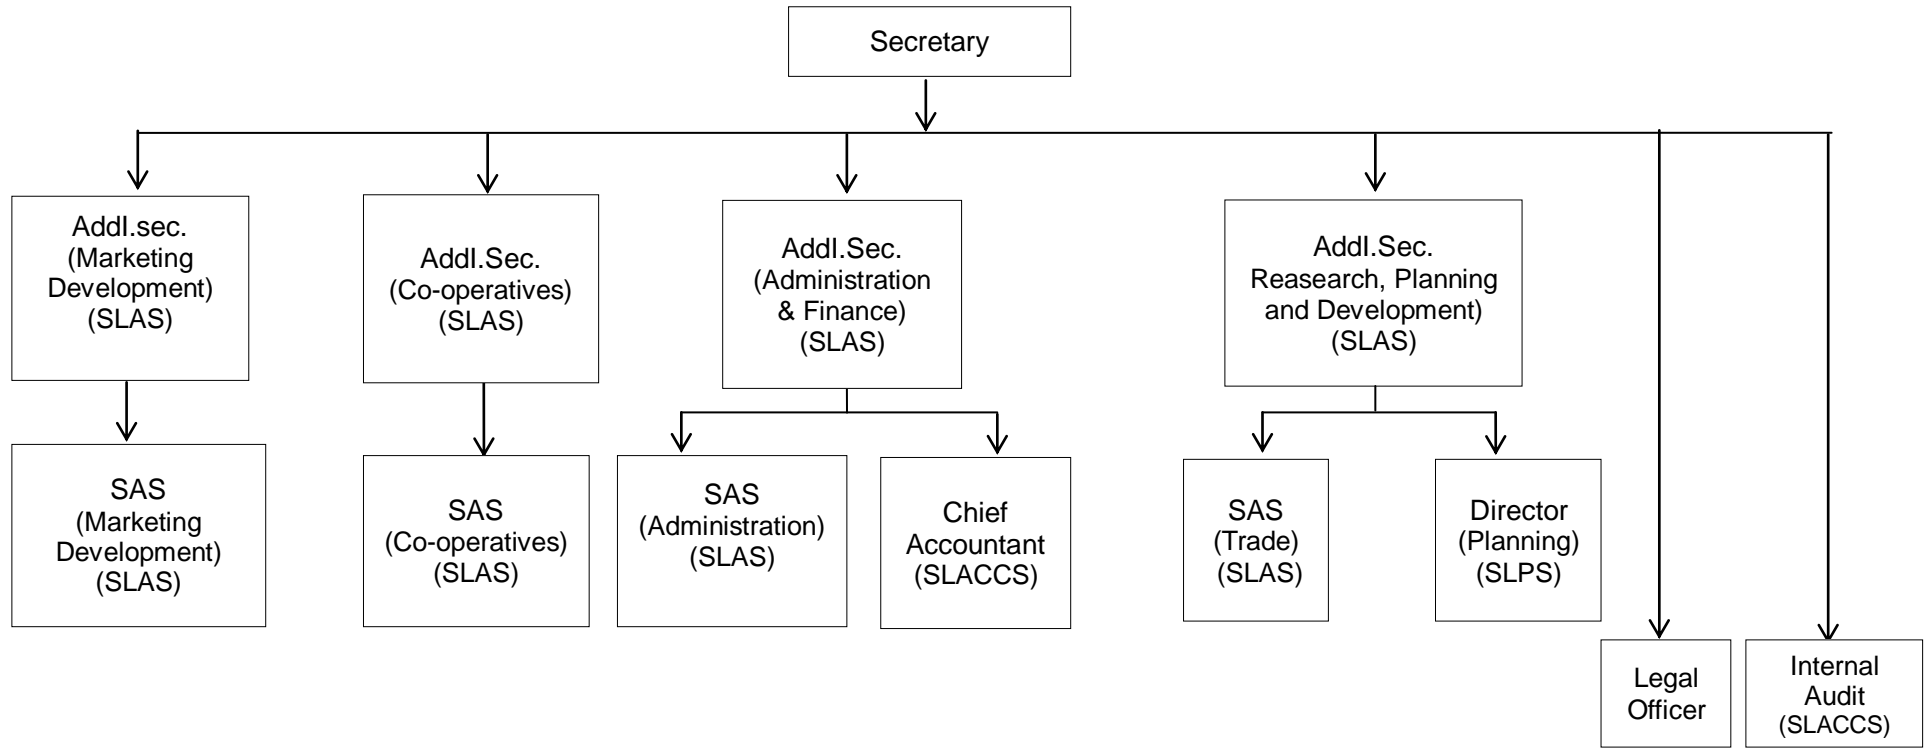 Secretary
Addl.sec.
(Marketing
Development)
(SLAS)
Addl.Sec.
(Co-operatives)
(SLAS)
Addl.Sec.
(Administration
& Finance)
(SLAS)
Addl.Sec.
Reasearch, Planning
and Development)
(SLAS)
SAS
(Marketing
Development)
(SLAS)
SAS
(Co-operatives)
(SLAS)
SAS
(Administration)
(SLAS)
Chief
Accountant
(SLACCS)
SAS
(Trade)
(SLAS)
Director
(Planning)
(SLPS)
Legal
Officer
Internal
Audit
(SLACCS)